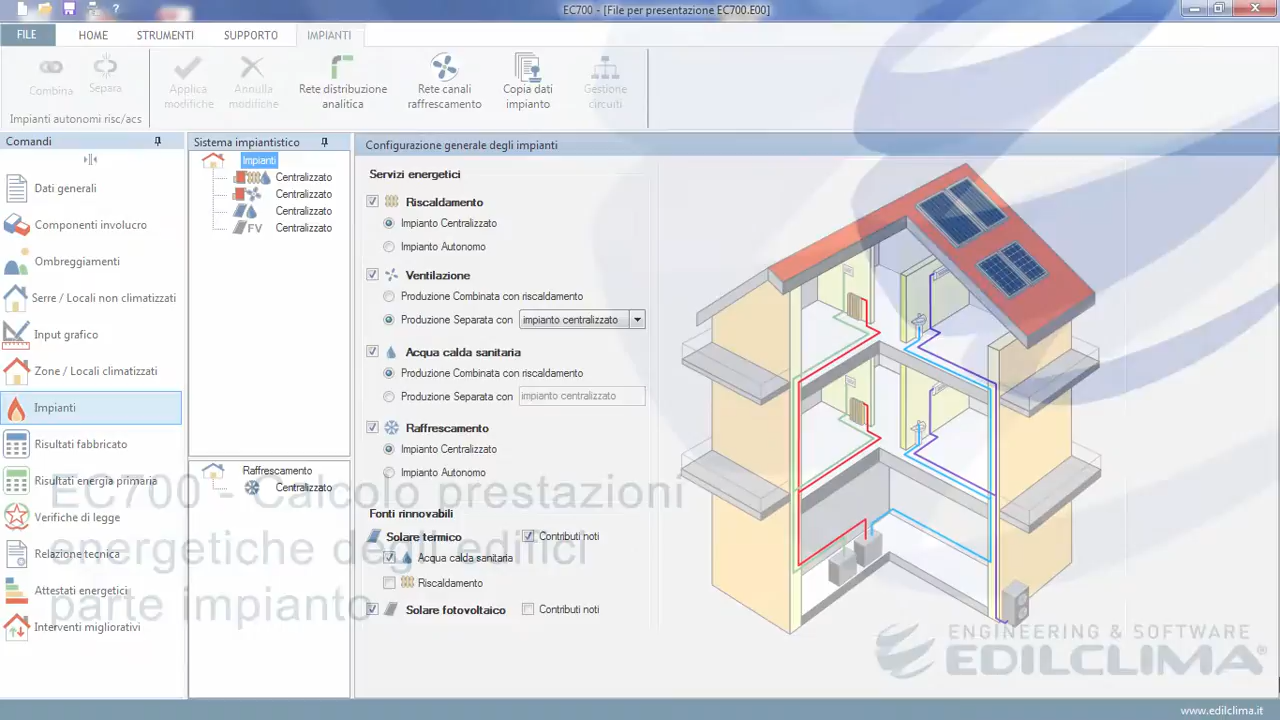 EC700 - [File per presentazione EC700.E00]
FILE
HOME
STRUMENTI
SUPPORTO
IMPIANTI
Combina
Separa
Impianti autonomi risc/acs
Applica modifiche
Annulla modifiche
Rete distribuzione analitica
Rete canali raffrescamento
Copia dati impianto
Gestione circuiti
Comandi
Dati generali
Componenti involucro
Ombreggiamenti
Serre / Locali non climatizzati
Input grafico
Zone / Locali climatizzati
Impianti
Risultati fabbricato
Risultati energia primaria
Verifiche di legge
Relazione tecnica
Attestati energetici
Interventi migliorativi
Sistema impiantistico
Impianti
Centralizzato
Centralizzato
Centralizzato
FV Centralizzato
Raffrescamento
Centralizzato
Configurazione generale degli impianti
Servizi energetici
Riscaldamento
Impianto Centralizzato
Impianto Autonomo
Ventilazione
Produzione Combinata con riscaldamento
Produzione Separata con impianto centralizzato
Acqua calda sanitaria
Produzione Combinata con riscaldamento
Produzione Separata con impianto centralizzato
Raffrescamento
Impianto Centralizzato
Impianto Autonomo
Fonti rinnovabili
Solare termico Contributi noti
Acqua calda sanitaria
Riscaldamento
Solare fotovoltaico Contributi noti
EC700 - Calcolo prestazioni
energetiche degli edifici
parte impianto
ENGINEERING & SOFTWARE
EDILCLIMA®
www.edilclima.it